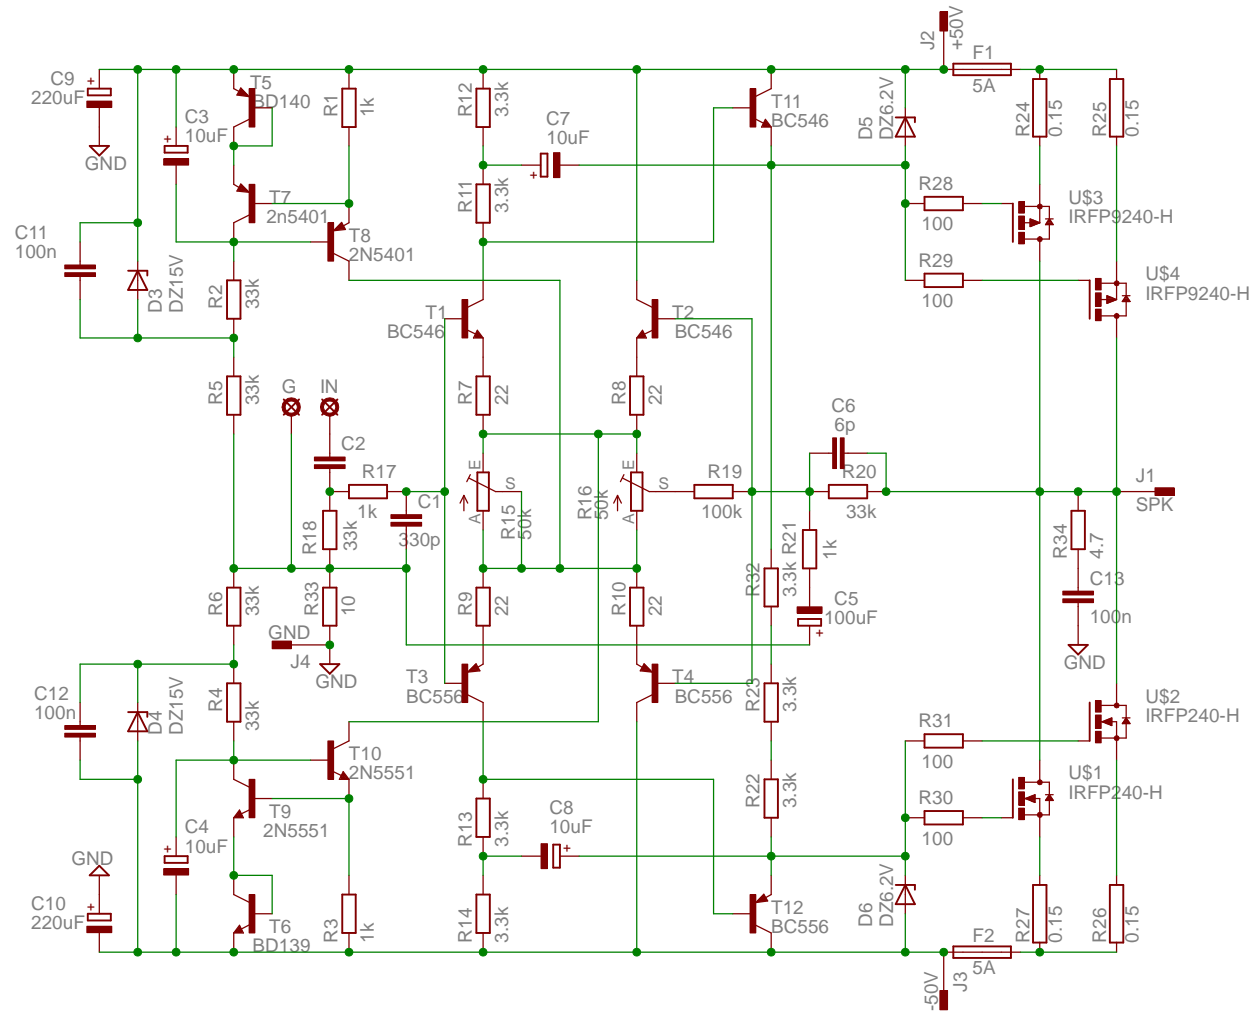 J2
+50V
F1
5A
C9
220uF
GND
T5
BD140
C3
10uF
R1
1k
R12
3.3k
C7
10uF
T11
BC546
D5
DZ6.2V
R24
0.15
R25
0.15
T7
2n5401
R11
3.3k
R28
100
U$3
IRFP9240-H
C11
100n
D3
DZ15V
R2
33k
T8
2N5401
R29
100
U$4
IRFP9240-H
T1
BC546
T2
BC546
R5
33k
G
IN
R7
22
R8
22
C2
C6
6p
R17
1k
C1
330p
E
S
A
R15
50k
E
S
A
R16
50k
R19
100k
R20
33k
J1
SPK
R18
33k
R21
1k
R34
4.7
R6
33k
R33
10
R9
22
R10
22
R32
3.3k
C5
100uF
C13
100n
GND
GND
J4
GND
T3
BC556
T4
BC556
C12
100n
D4
DZ15V
R4
33k
R23
3.3k
U$2
IRFP240-H
T10
2N5551
R31
100
T9
2N5551
R22
3.3k
R30
100
U$1
IRFP240-H
C4
10uF
R13
3.3k
C8
10uF
GND
C10
220uF
T6
BD139
R3
1k
R14
3.3k
T12
BC556
D6
DZ6.2V
R27
0.15
R26
0.15
F2
5A
-50V
J3